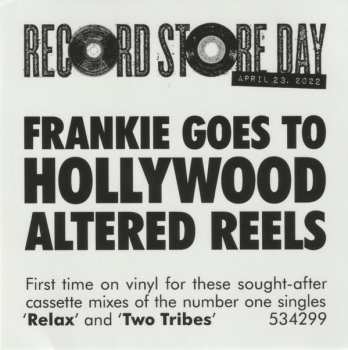 RECORD STORE DAY
APRIL 23, 2022
FRANKIE GOES TO
HOLLYWOOD
ALTERED REELS
First time on vinyl for these sought-after
cassette mixes of the number one singles
‘Relax’ and ‘Two Tribes’ 534299